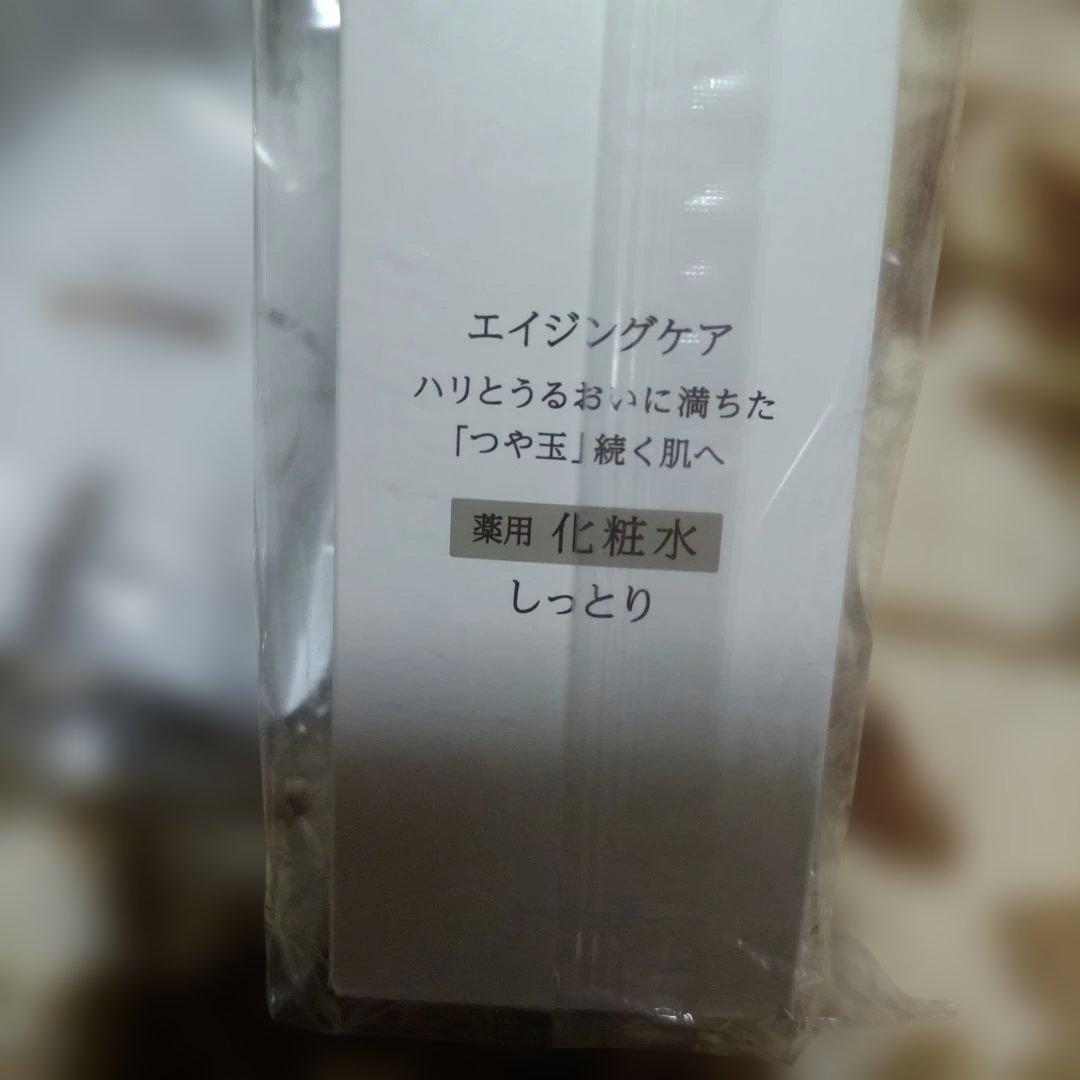 エイジングケア
ハリとうるおいに満ちた
「つや玉」続く肌へ
薬用 化粧水
しっとり